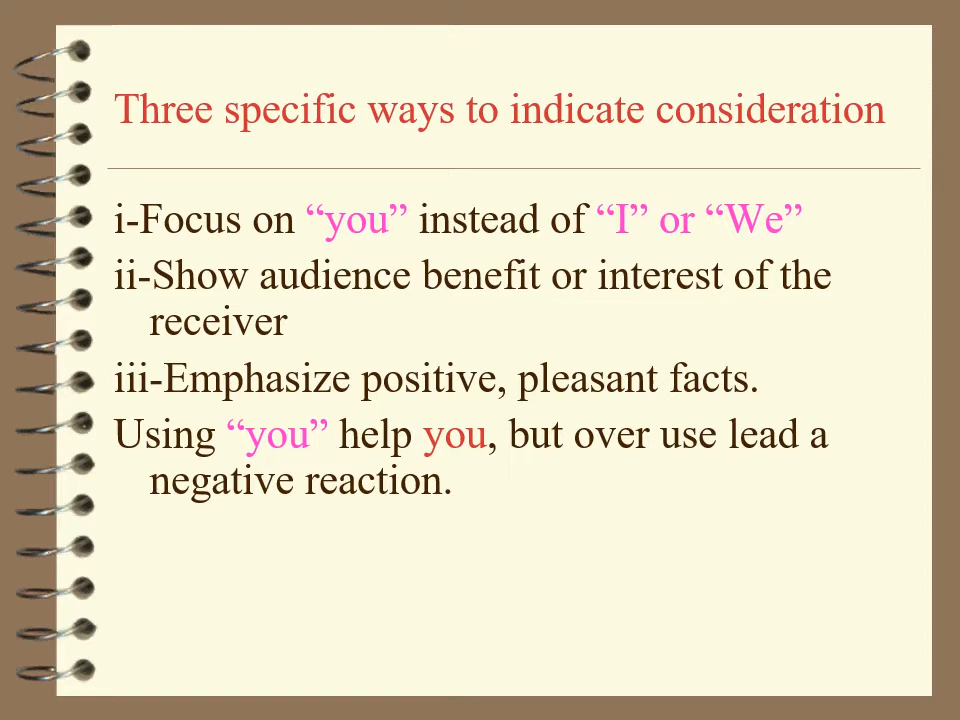 Three specific ways to indicate consideration
i-Focus on “you” instead of “I” or “We”
ii-Show audience benefit or interest of the
receiver
iii-Emphasize positive, pleasant facts.
Using “you” help you, but over use lead a
negative reaction.